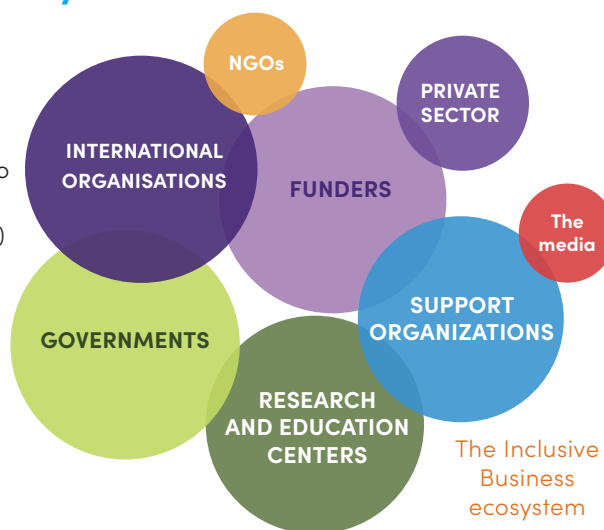 NGOs
PRIVATE
SECTOR
INTERNATIONAL
ORGANISATIONS
FUNDERS
The
media
SUPPORT
ORGANIZATIONS
GOVERNMENTS
RESEARCH
AND EDUCATION
CENTERS
The Inclusive
Business
ecosystem